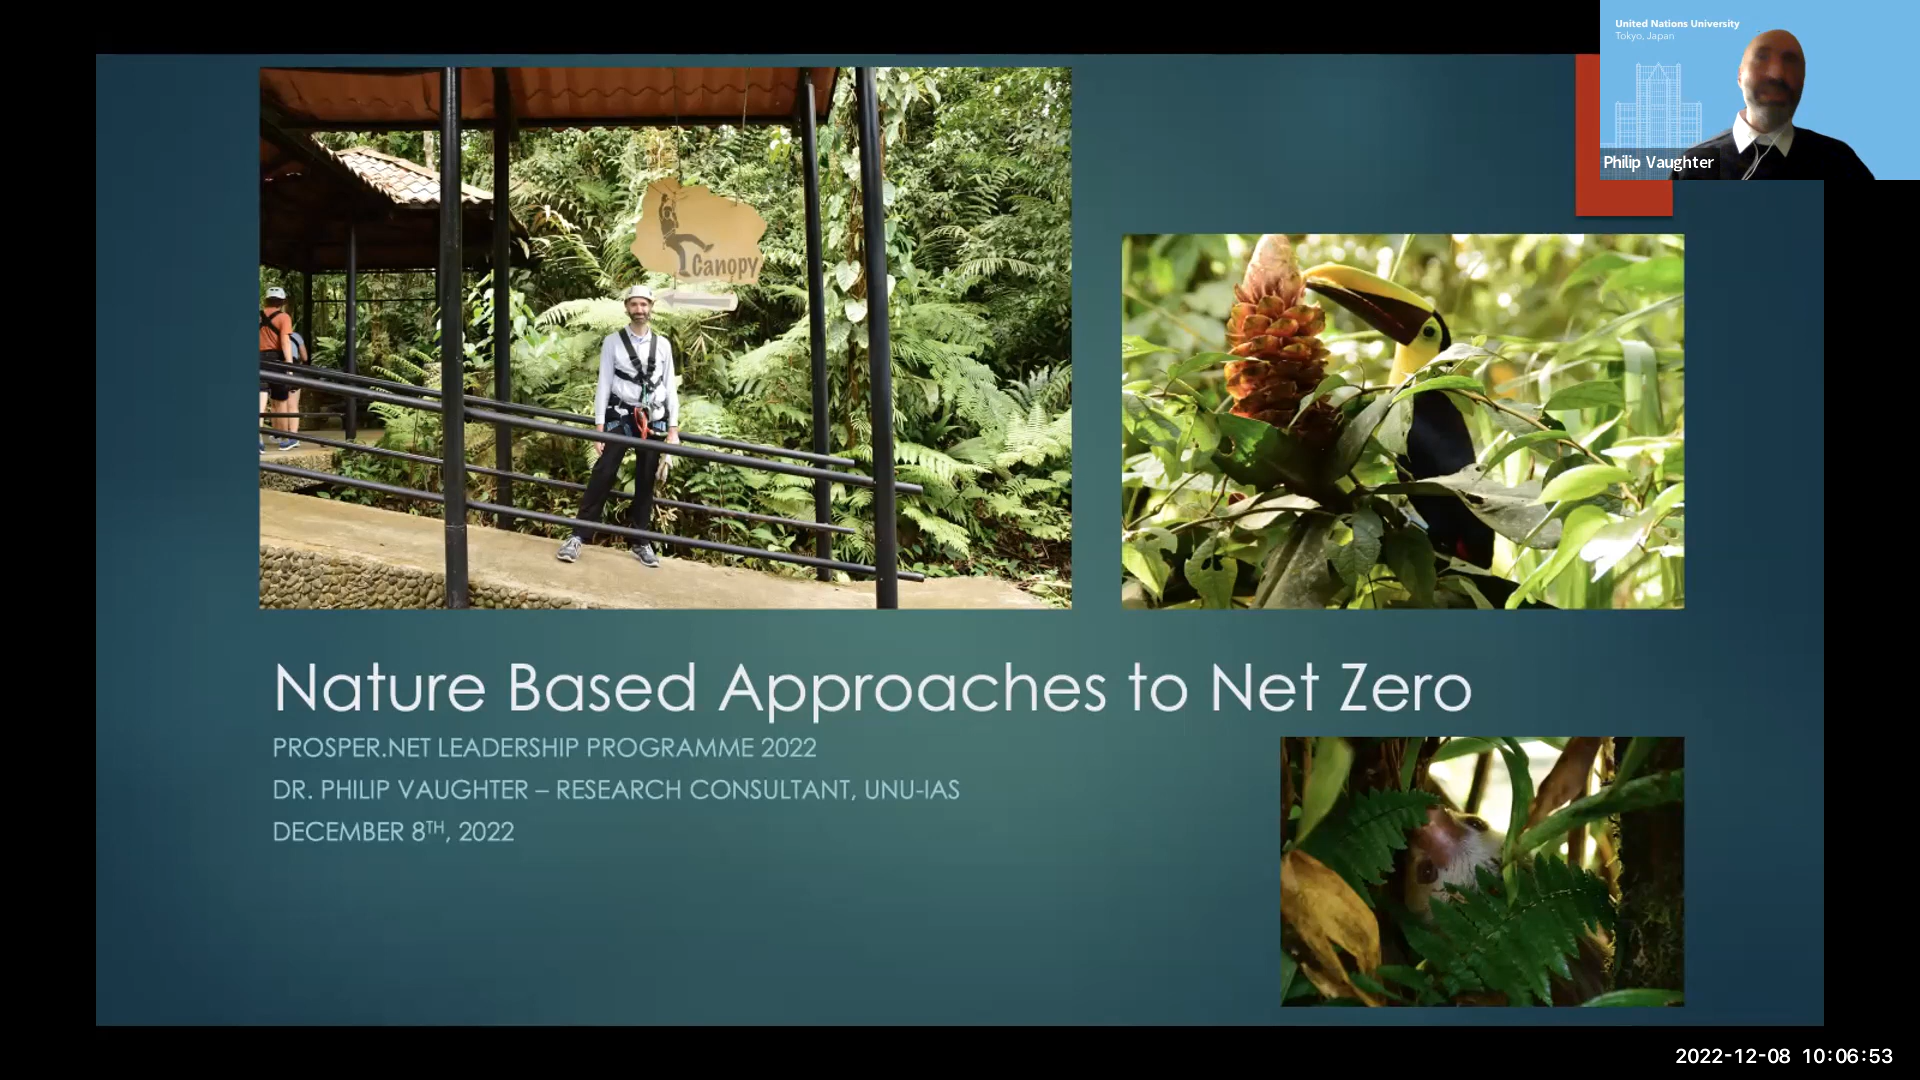 United Nations University
Tokyo, Japan
Philip Vaughter
Canopy
Nature Based Approaches to Net Zero
PROSPER.NET LEADERSHIP PROGRAMME 2022
DR. PHILIP VAUGHTER – RESEARCH CONSULTANT, UNU-IAS
DECEMBER 8TH, 2022
2022-12-08 10:06:53